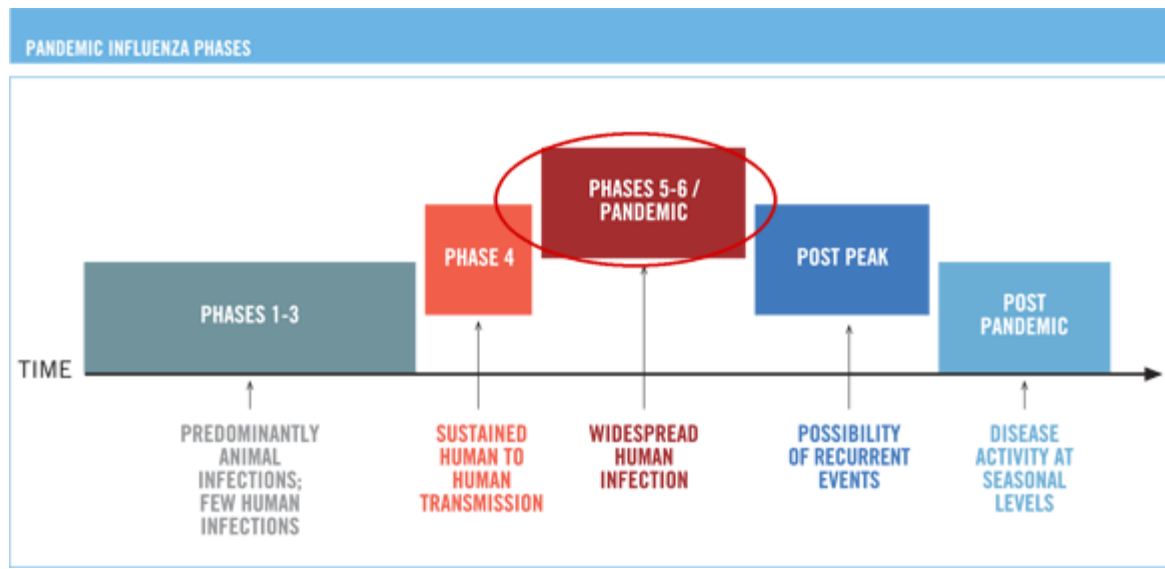 PANDEMIC INFLUENZA PHASES
PHASES 5-6 /
PANDEMIC
PHASE 4
POST PEAK
PHASES 1-3
POST
PANDEMIC
TIME
PREDOMINANTLY
ANIMAL
INFECTIONS;
FEW HUMAN
INFECTIONS
SUSTAINED
HUMAN TO
HUMAN
TRANSMISSION
WIDESPREAD
HUMAN
INFECTION
POSSIBILITY
OF RECURRENT
EVENTS
DISEASE
ACTIVITY AT
SEASONAL
LEVELS